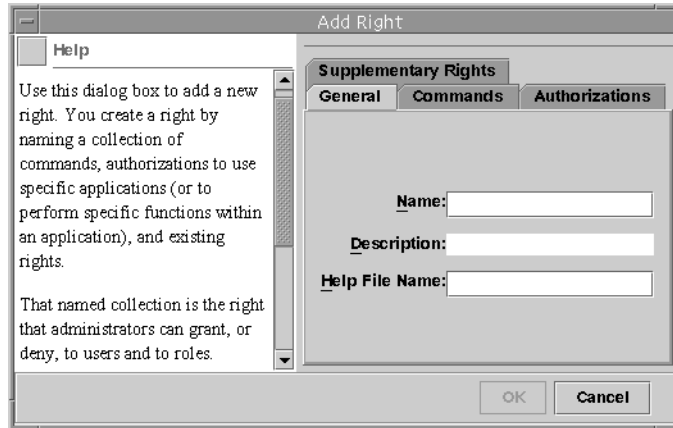 Add Right
Help
Use this dialog box to add a new
right. You create a right by
naming a collection of
commands, authorizations to use
specific applications (or to
perform specific functions within
an application), and existing
rights.
That named collection is the right
that administrators can grant, or
deny, to users and to roles.
Supplementary Rights
General Commands Authorizations
Name:
Description:
Help File Name:
OK Cancel